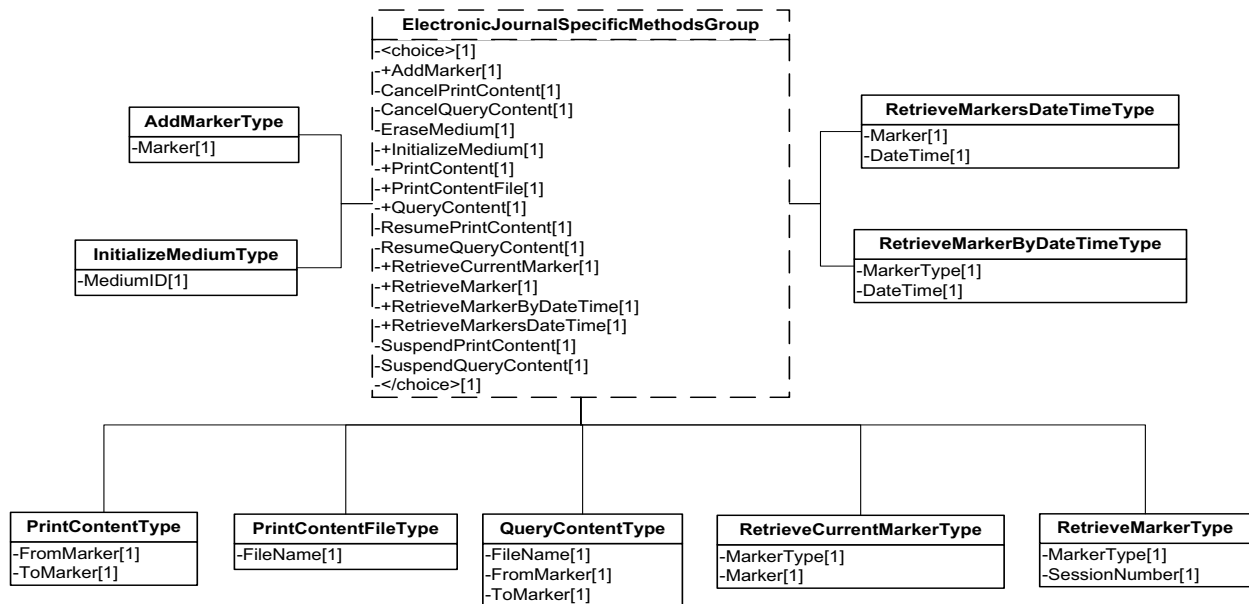 ElectronicJournalSpecificMethodsGroup
-<choice>[1]
-+AddMarker[1]
-CancelPrintContent[1]
-CancelQueryContent[1]
-EraseMedium[1]
-+InitializeMedium[1]
-+PrintContent[1]
-+PrintContentFile[1]
-+QueryContent[1]
-ResumePrintContent[1]
-ResumeQueryContent[1]
-+RetrieveCurrentMarker[1]
-+RetrieveMarker[1]
-+RetrieveMarkerByDateTime[1]
-+RetrieveMarkersDateTime[1]
-SuspendPrintContent[1]
-SuspendQueryContent[1]
-</choice>[1]
AddMarkerType
-Marker[1]
InitializeMediumType
-MediumID[1]
RetrieveMarkersDateTimeType
-Marker[1]
-DateTime[1]
RetrieveMarkerByDateTimeType
-MarkerType[1]
-DateTime[1]
PrintContentType
-FromMarker[1]
-ToMarker[1]
PrintContentFileType
-FileName[1]
QueryContentType
-FileName[1]
-FromMarker[1]
-ToMarker[1]
RetrieveCurrentMarkerType
-MarkerType[1]
-Marker[1]
RetrieveMarkerType
-MarkerType[1]
-SessionNumber[1]